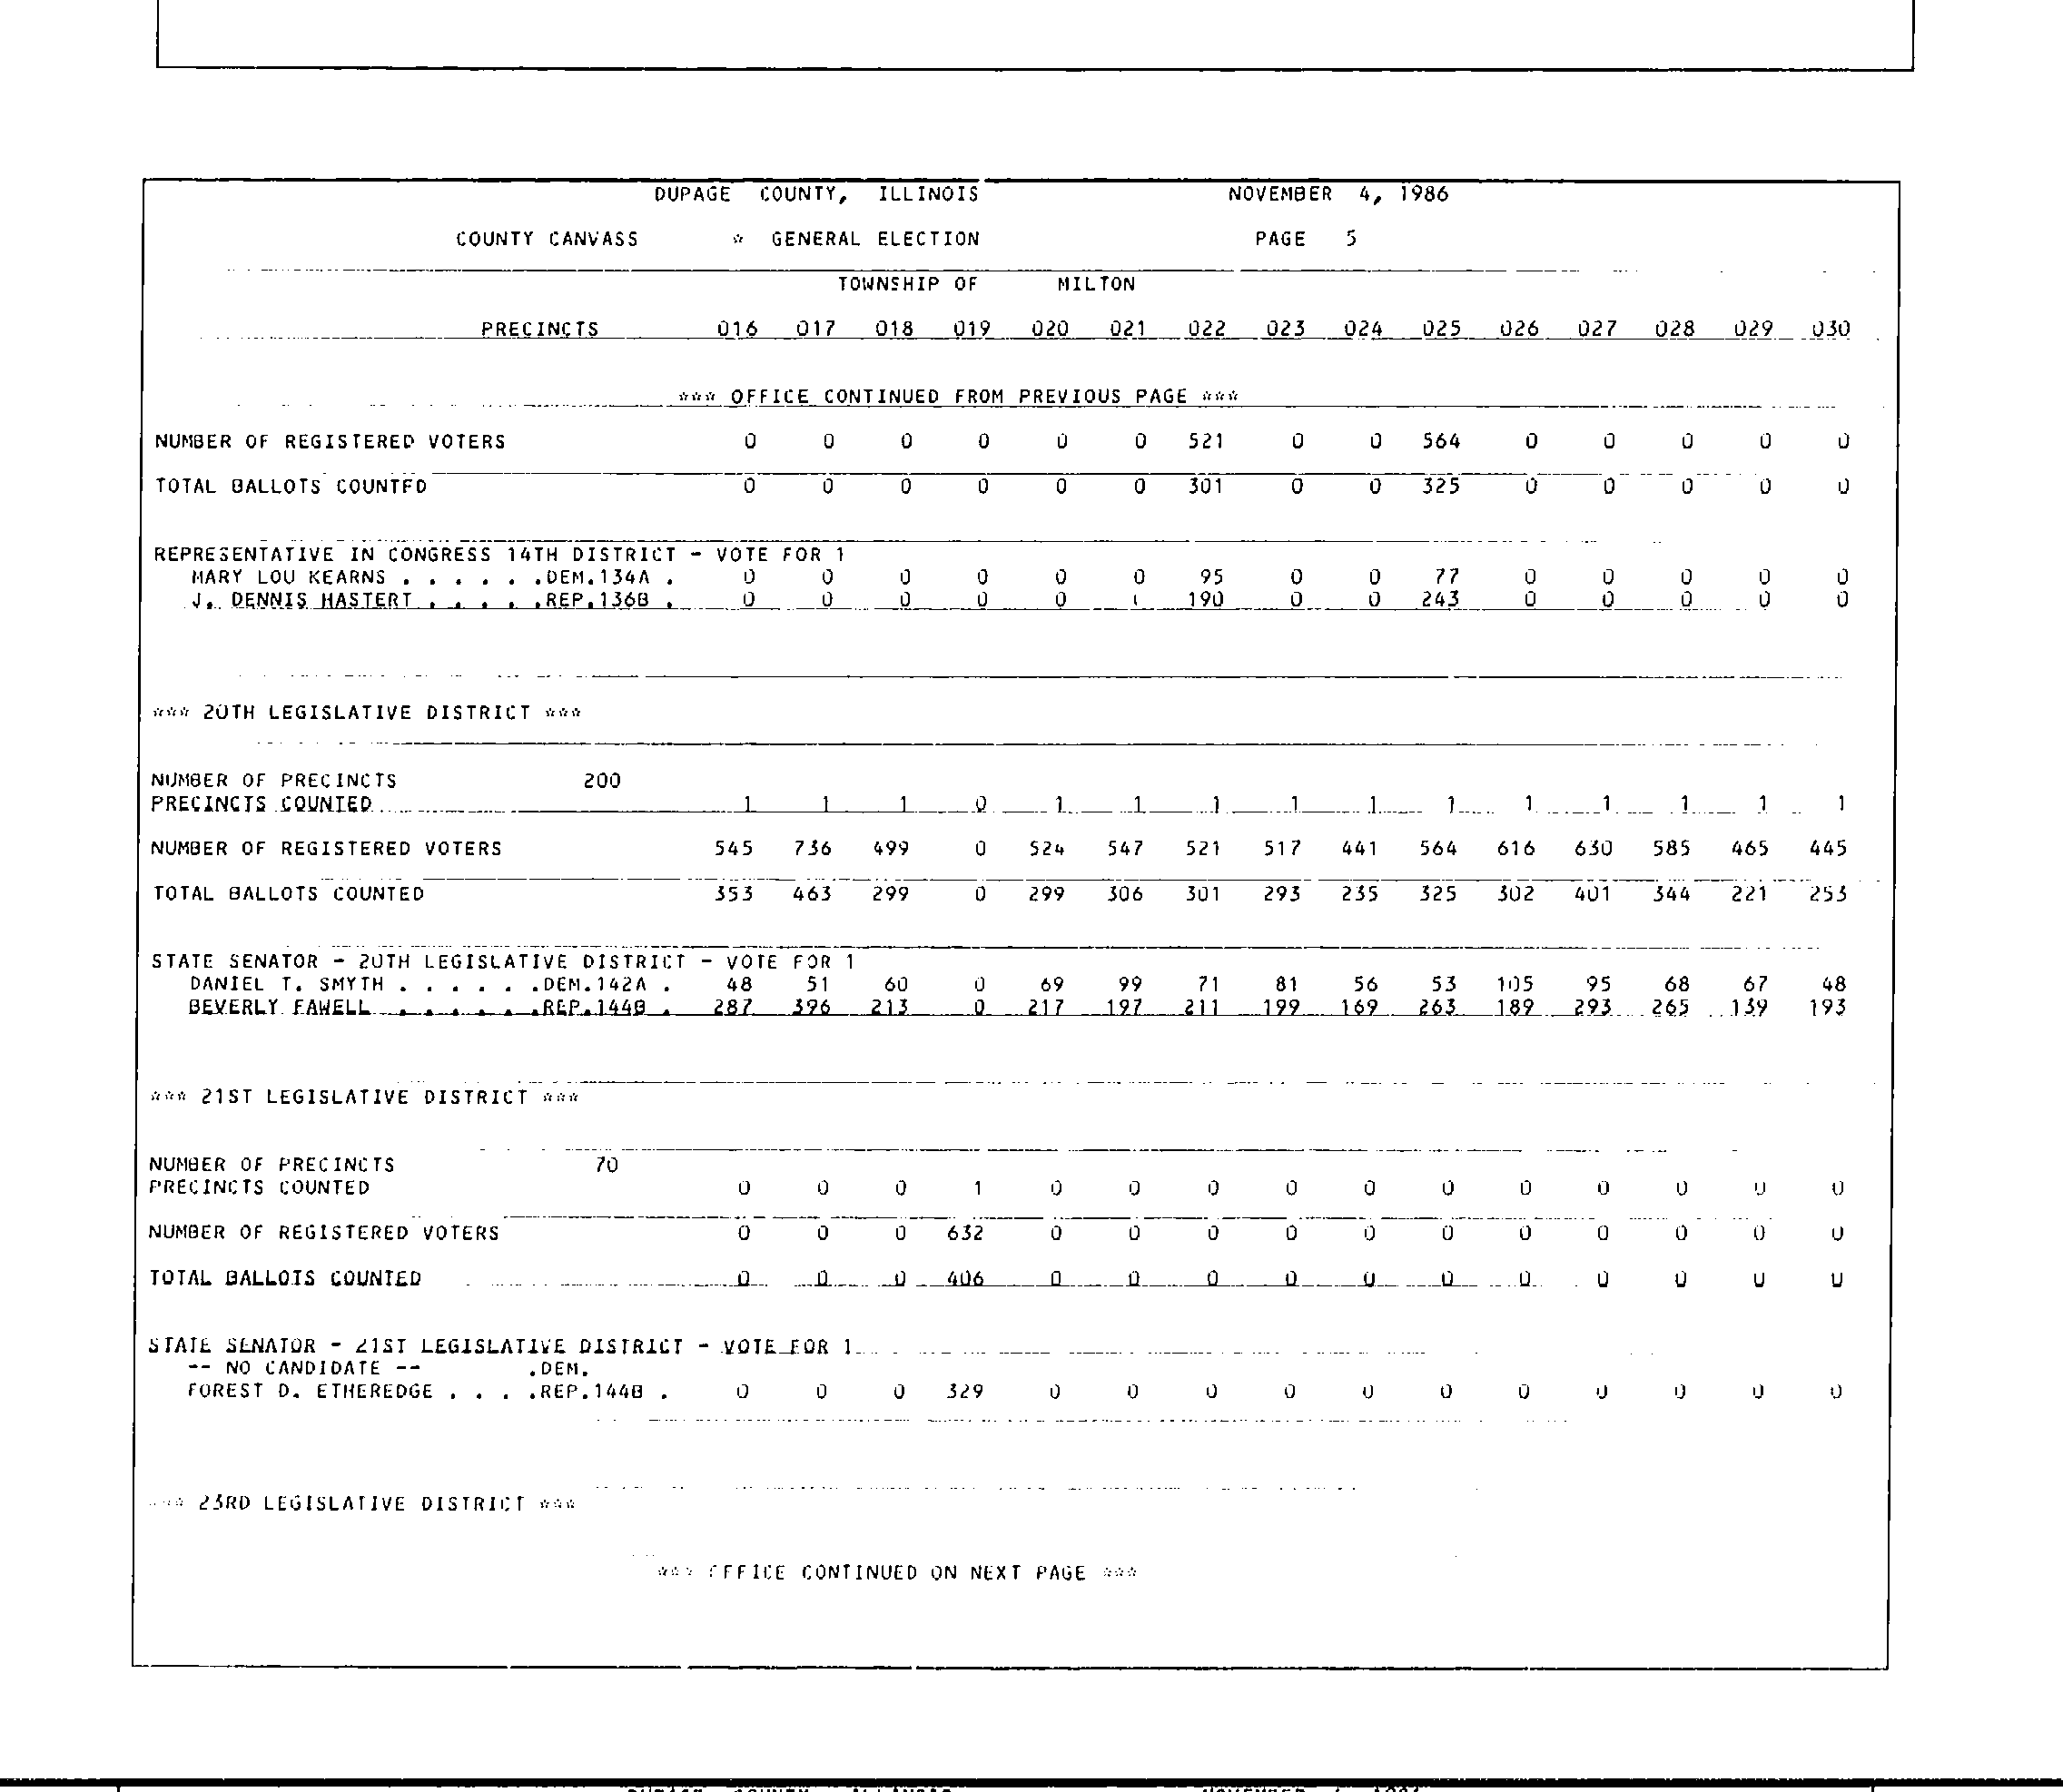 DUPAGE COUNTY, ILLINOIS NOVEMBER 4, 1986
COUNTY CANVASS * GENERAL ELECTION PAGE 5
TOWNSHIP OF MILTON
PRECINCTS 016 017 018 019 020 021 022 023 024 025 026 027 028 029 030
*** OFFICE CONTINUED FROM PREVIOUS PAGE ***
NUMBER OF REGISTERED VOTERS 0 0 0 0 0 0 521 0 0 564 0 0 0 0 0
TOTAL BALLOTS COUNTED 0 0 0 0 0 0 301 0 0 325 0 0 0 0 0
REPRESENTATIVE IN CONGRESS 14TH DISTRICT - VOTE FOR 1
MARY LOU KEARNS . . . . . .DEM.134A . 0 0 0 0 0 0 95 0 0 77 0 0 0 0 0
J. DENNIS HASTERT . . . . .REP.136B . 0 0 0 0 0 190 0 0 243 0 0 0 0 0
*** 20TH LEGISLATIVE DISTRICT ***
NUMBER OF PRECINCTS 200
PRECINCTS COUNTED 1 1 1 0 1 1 1 1 1 1 1 1 1 1 1
NUMBER OF REGISTERED VOTERS 545 736 499 0 524 547 521 517 441 564 616 630 585 465 445
TOTAL BALLOTS COUNTED 353 463 299 0 299 306 301 293 235 325 302 401 344 221 253
STATE SENATOR - 20TH LEGISLATIVE DISTRICT - VOTE FOR 1
DANIEL T. SMYTH . . . . . .DEM.142A . 48 51 60 0 69 99 71 81 56 53 105 95 68 67 48
BEVERLY FAWELL . . . . . .REP.144B . 287 396 213 0 217 197 211 199 169 263 189 293 265 139 193
*** 21ST LEGISLATIVE DISTRICT ***
NUMBER OF PRECINCTS 70
PRECINCTS COUNTED 0 0 0 1 0 0 0 0 0 0 0 0 0 0 0
NUMBER OF REGISTERED VOTERS 0 0 0 632 0 0 0 0 0 0 0 0 0 0 0
TOTAL BALLOTS COUNTED 0 0 0 406 0 0 0 0 0 0 0 0 0 0 0
STATE SENATOR - 21ST LEGISLATIVE DISTRICT - VOTE FOR 1
-- NO CANDIDATE -- .DEM.
FOREST D. ETHEREDGE . . . .REP.144B . 0 0 0 329 0 0 0 0 0 0 0 0 0 0 0
*** 23RD LEGISLATIVE DISTRICT ***
*** OFFICE CONTINUED ON NEXT PAGE ***